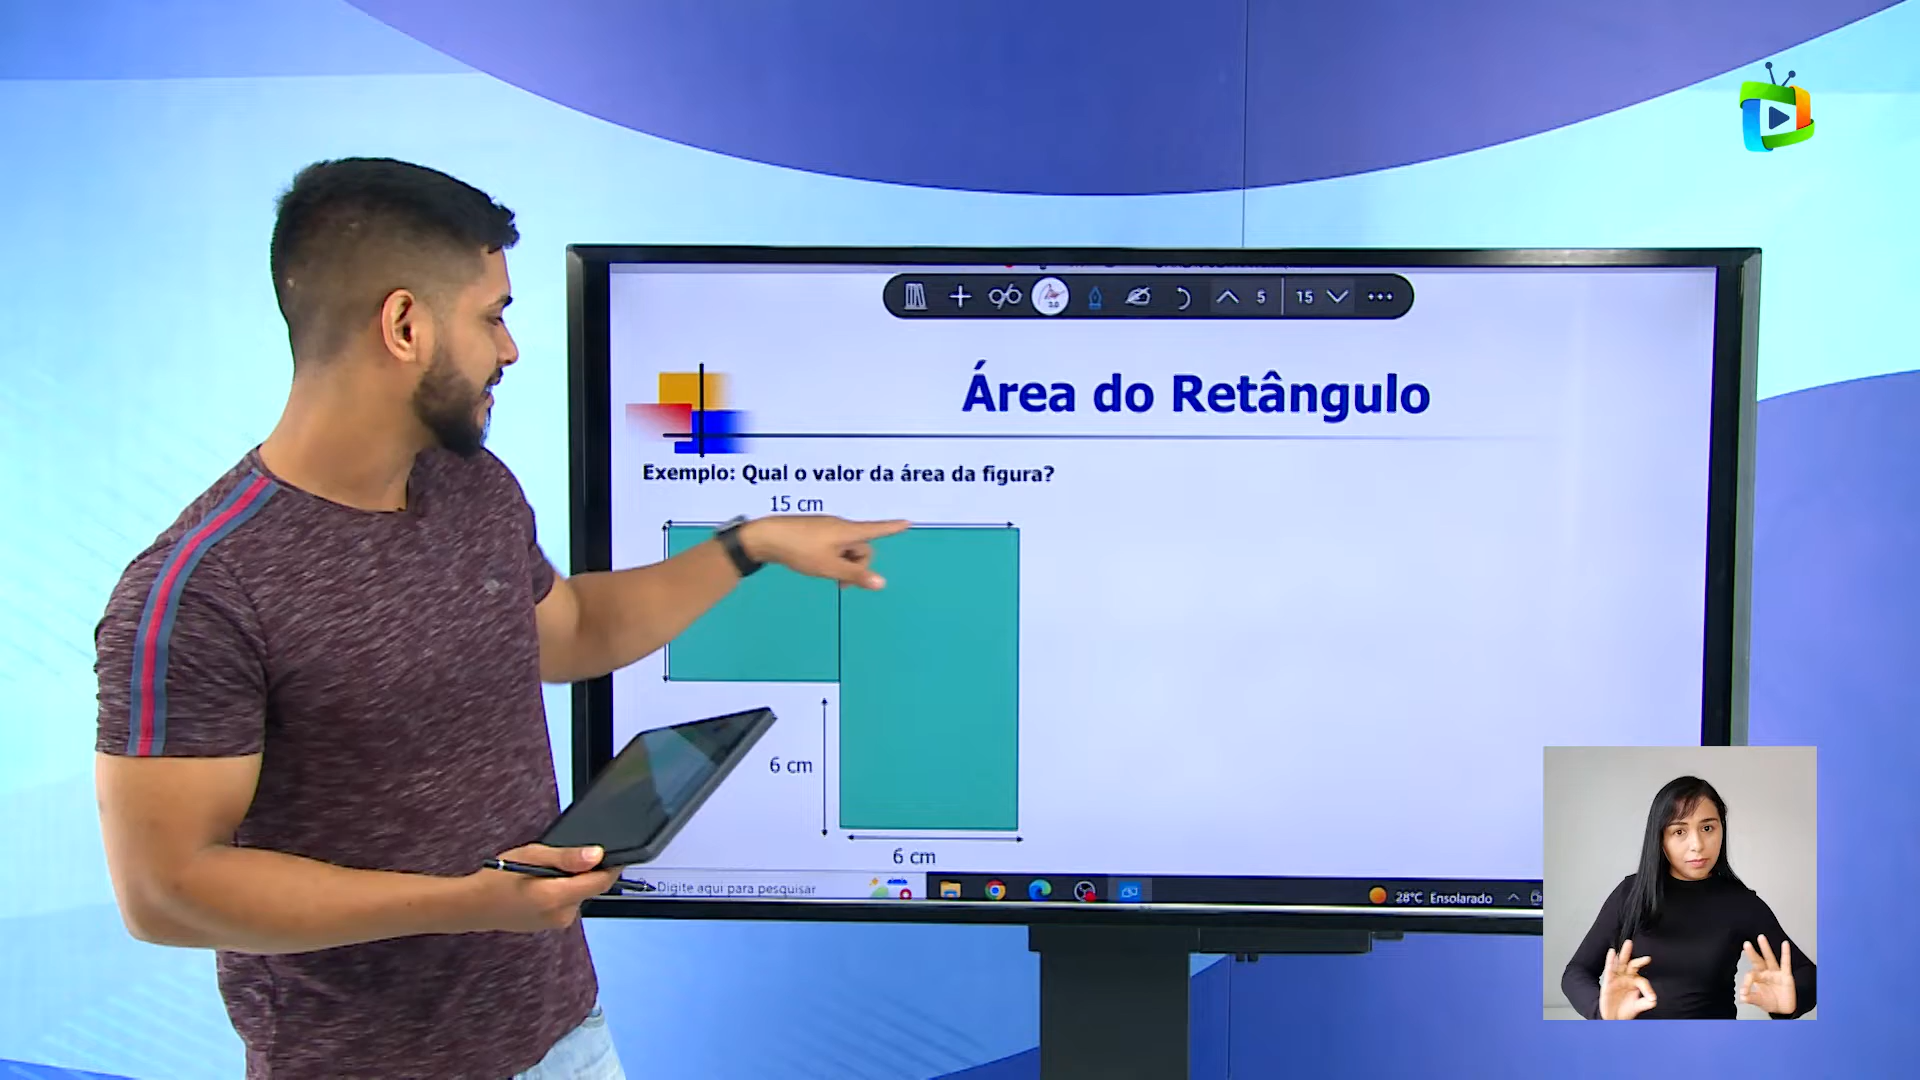 5 15
Área do Retângulo
Exemplo: Qual o valor da área da figura?
15 cm
6 cm
6 cm
Digite aqui para pesquisar
28°C Ensolarado